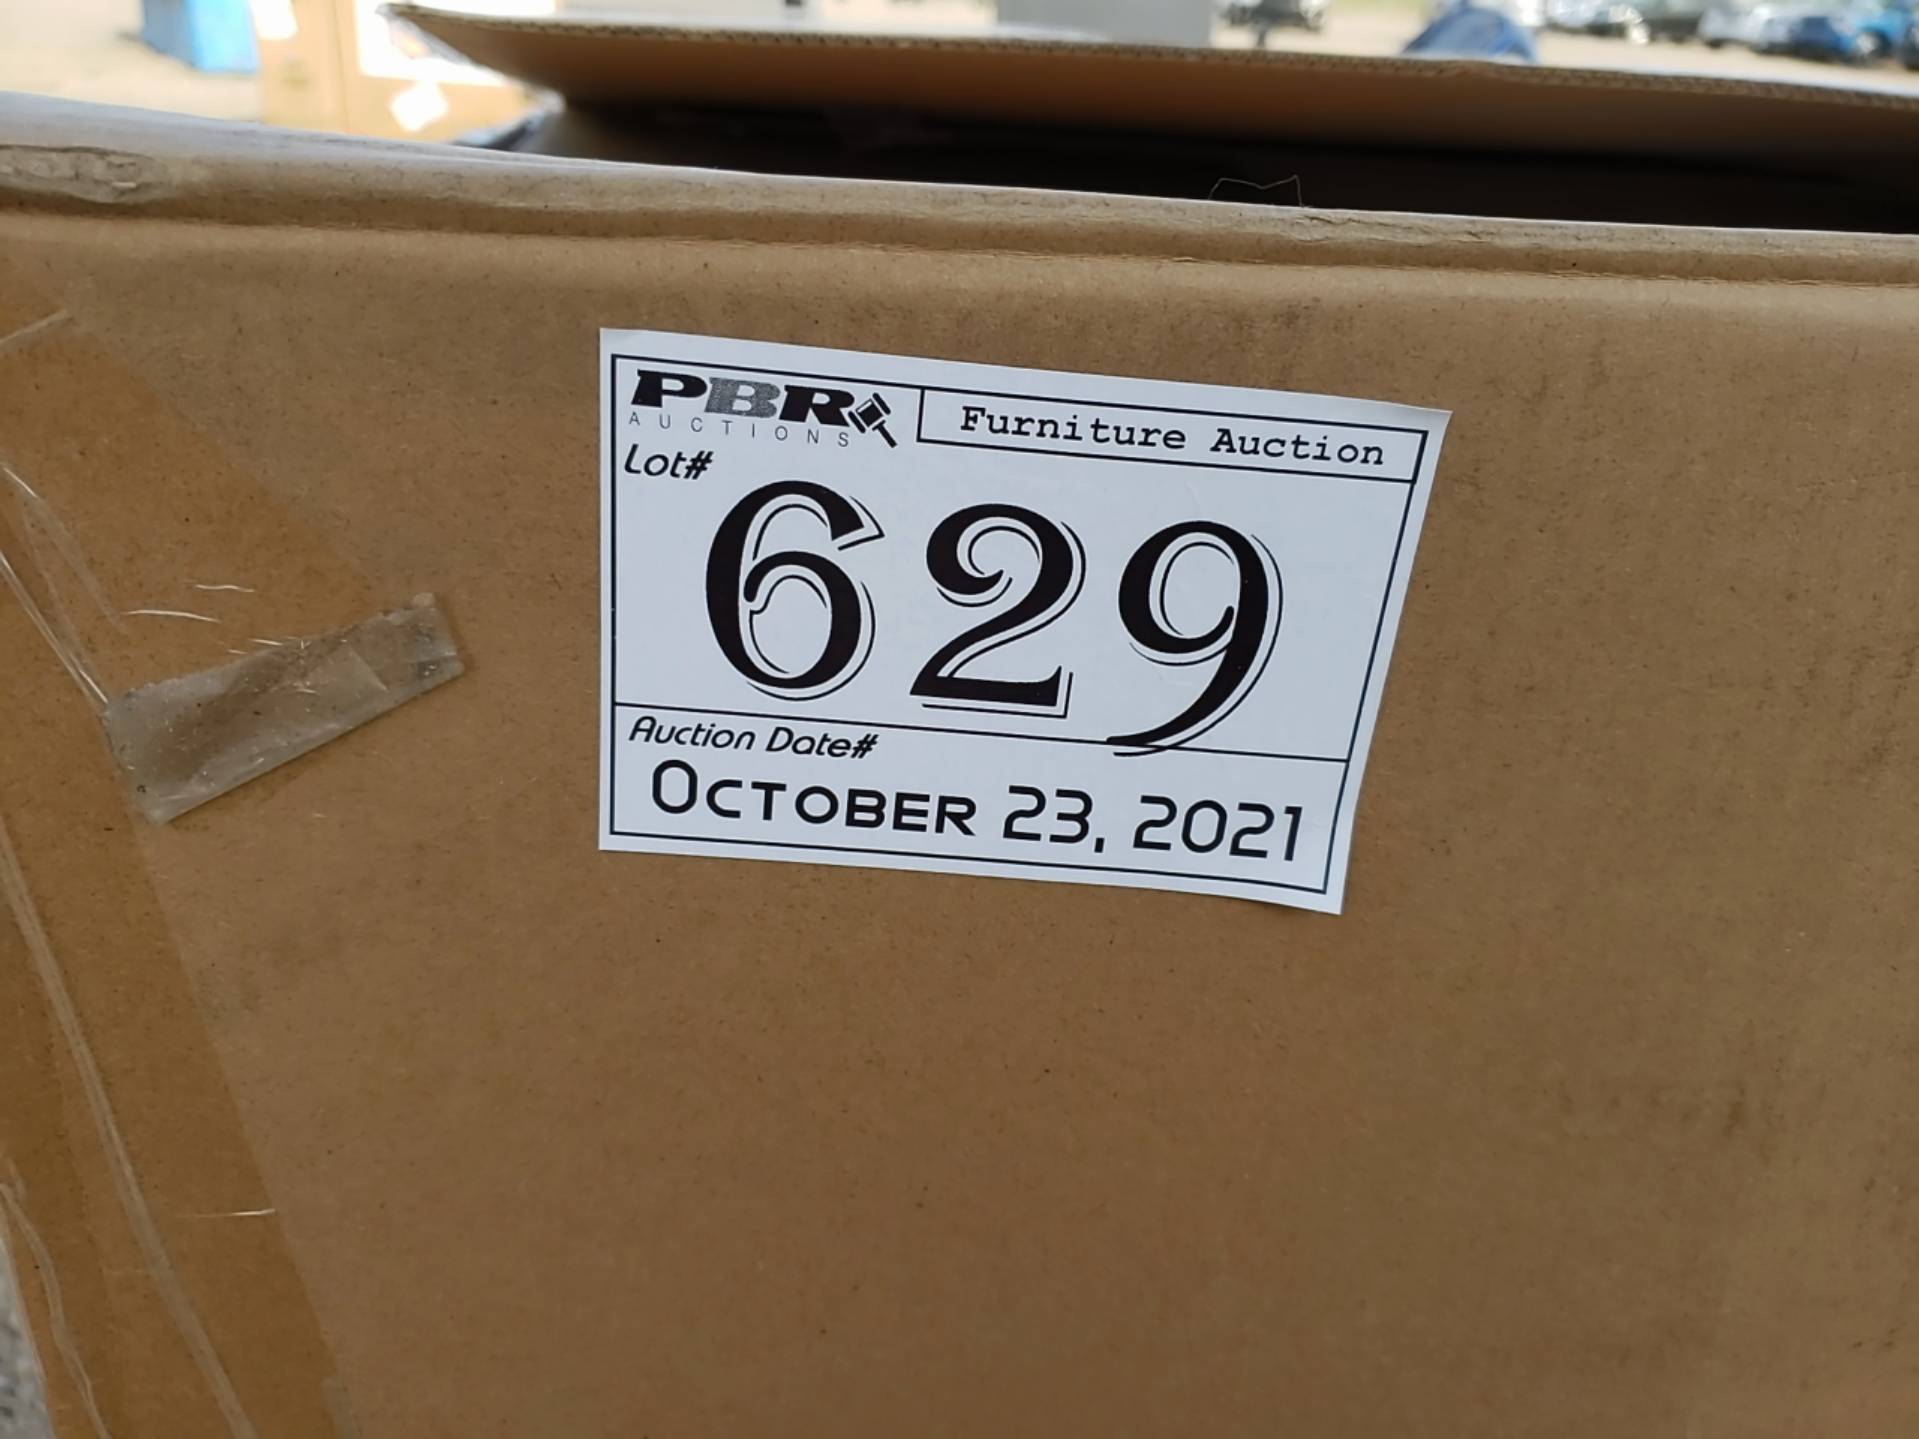 PBR
AUCTIONS
Furniture Auction
Lot#
629
Auction Date#
October 23, 2021